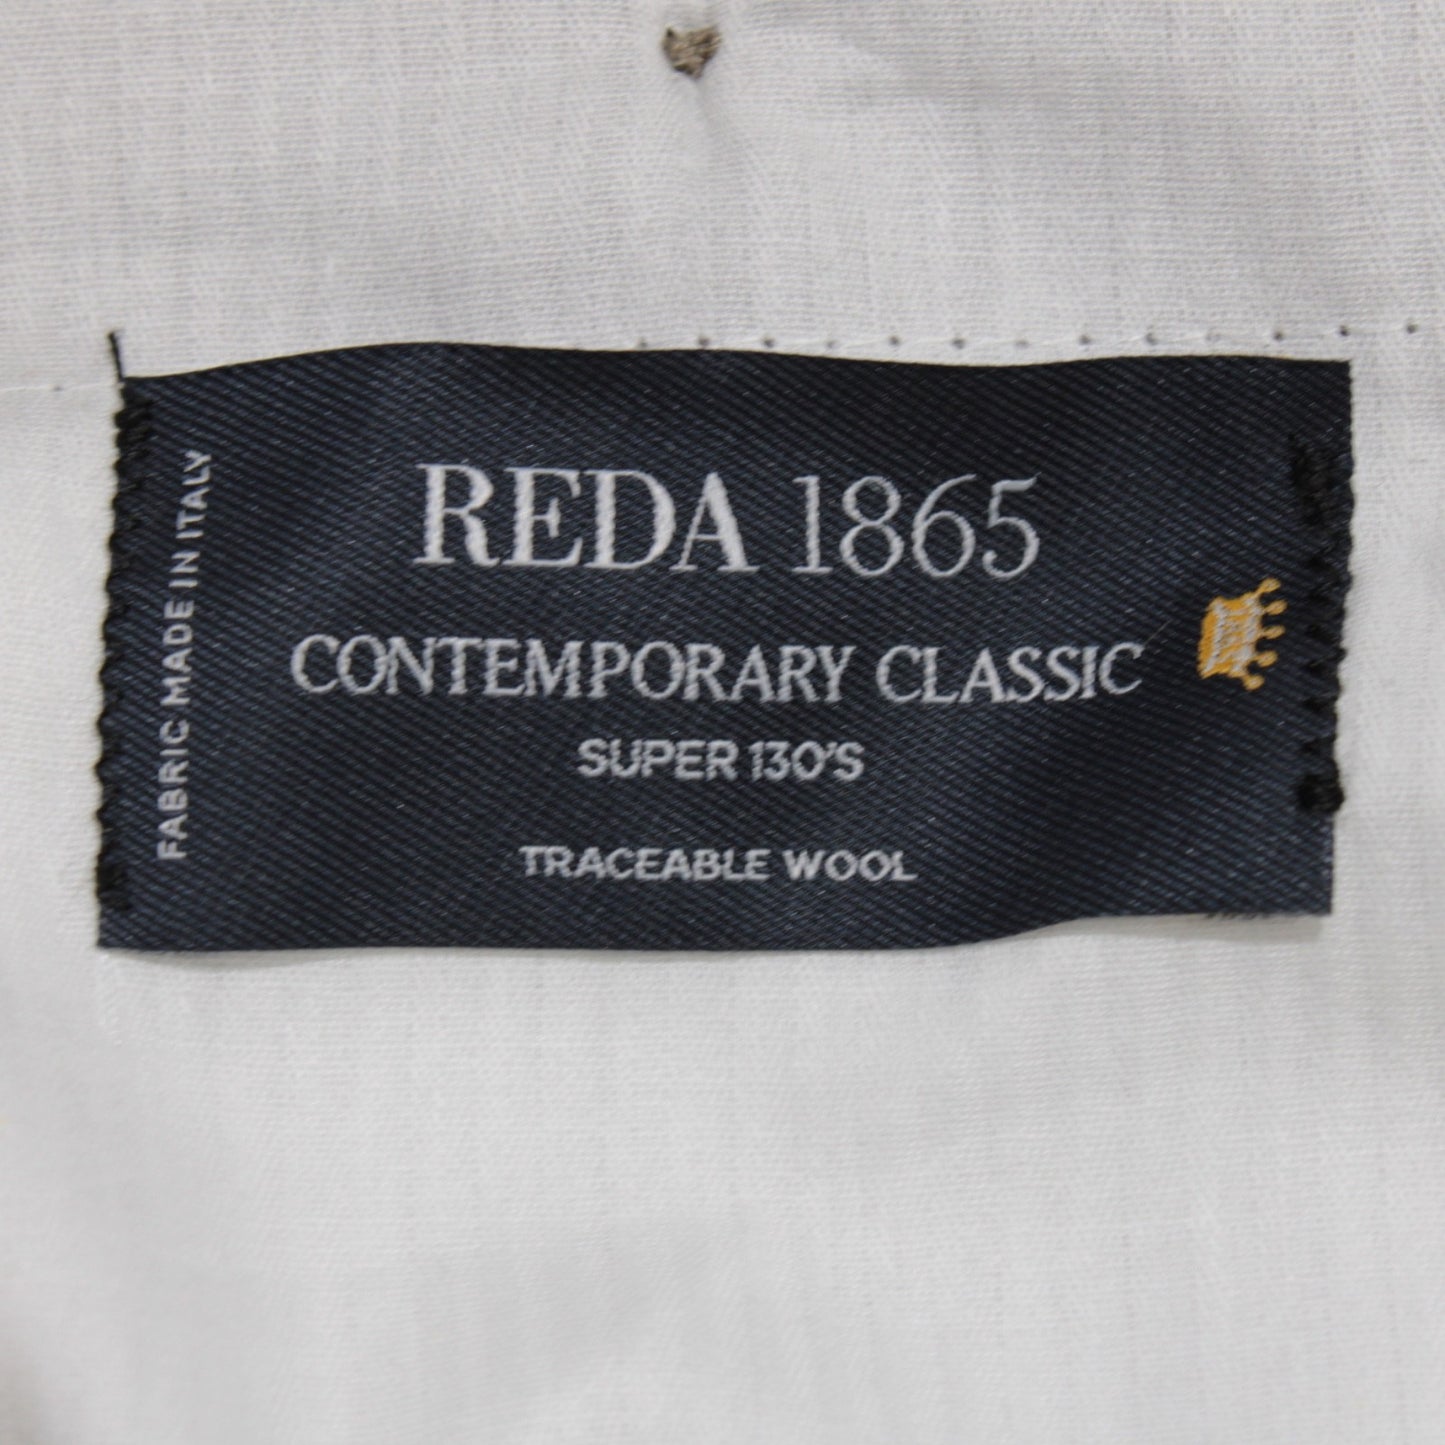 REDA 1865
CONTEMPORARY CLASSIC
SUPER 130'S
TRACEABLE WOOL
FABRIC MADE IN ITALY